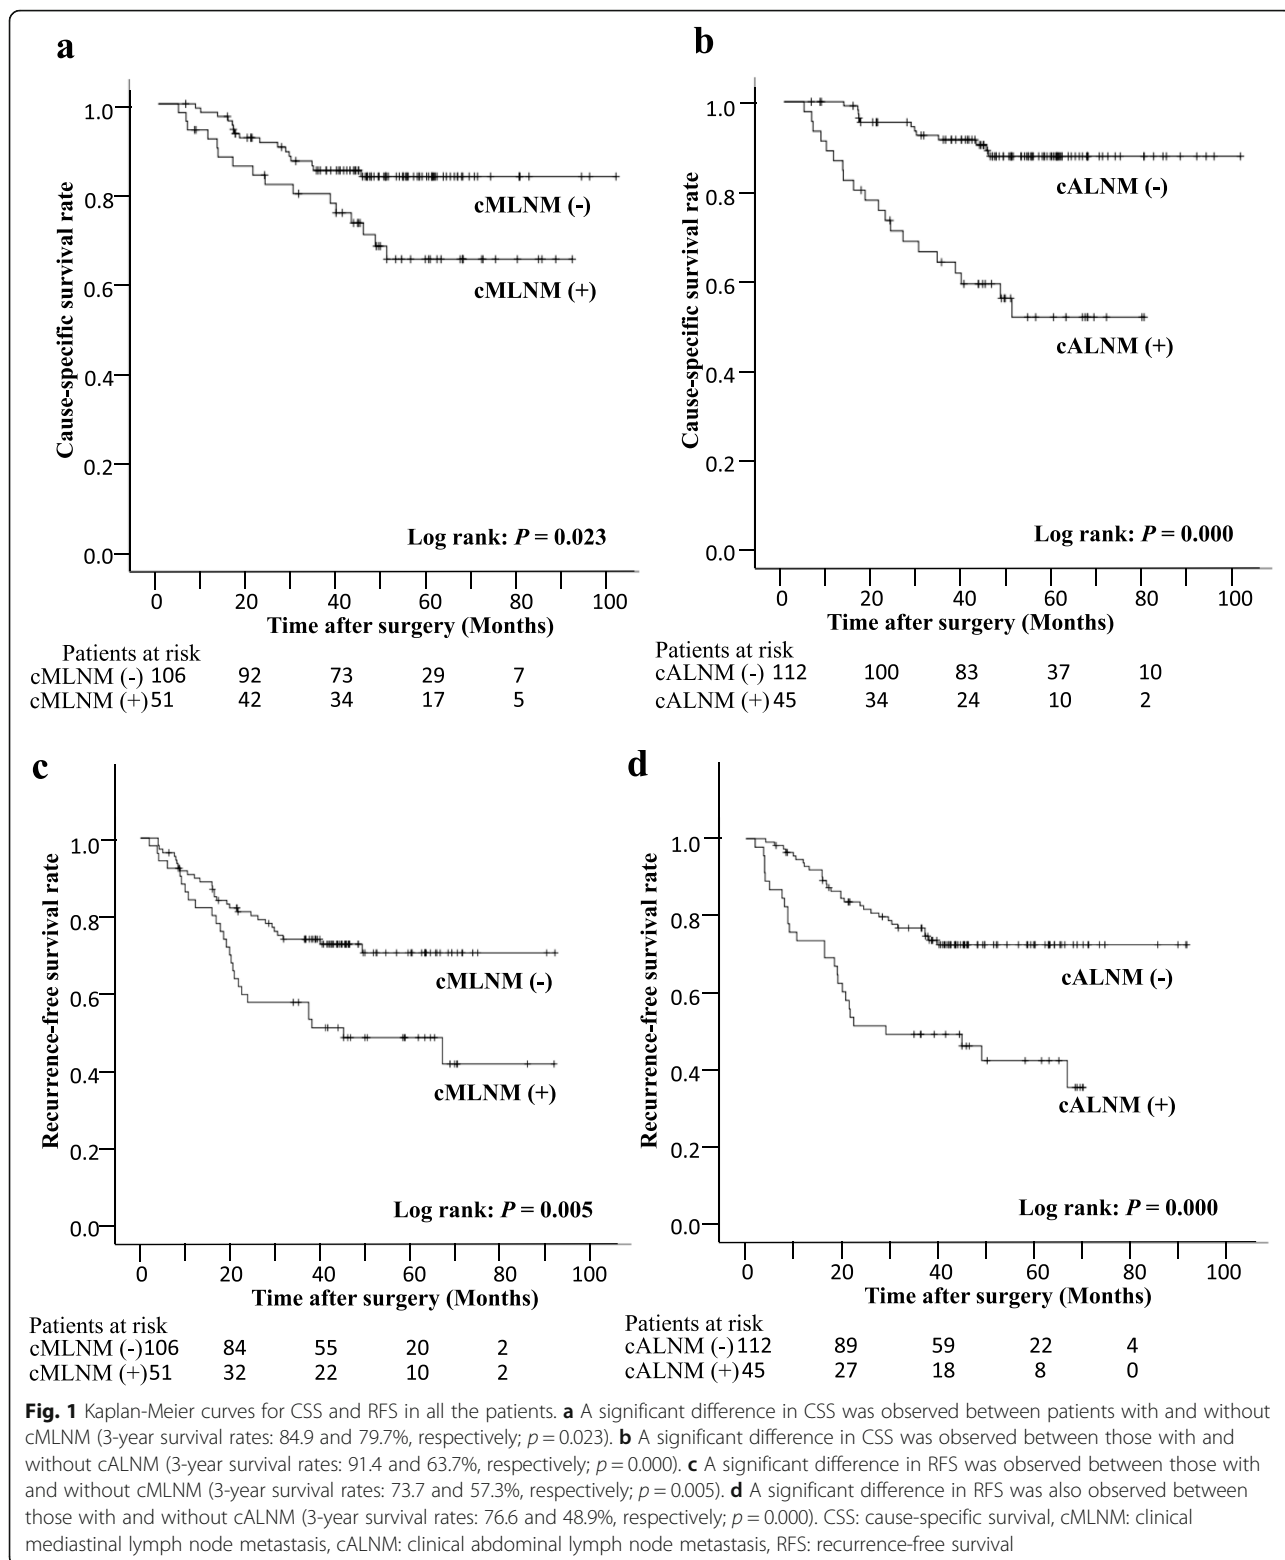 a
1.0
0.8
0.6
0.4
0.2
0.0
Cause-specific survival rate
cMLNM (-)
cMLNM (+)
Log rank: P = 0.023
0 20 40 60 80 100
Time after surgery (Months)
Patients at risk
cMLNM (-) 106 92 73 29 7
cMLNM (+) 51 42 34 17 5
b
1.0
0.8
0.6
0.4
0.2
0.0
Cause-specific survival rate
cALNM (-)
cALNM (+)
Log rank: P = 0.000
0 20 40 60 80 100
Time after surgery (Months)
Patients at risk
cALNM (-) 112 100 83 37 10
cALNM (+) 45 34 24 10 2
c
1.0
0.8
0.6
0.4
0.2
0.0
Recurrence-free survival rate
cMLNM (-)
cMLNM (+)
Log rank: P = 0.005
0 20 40 60 80 100
Time after surgery (Months)
Patients at risk
cMLNM (-) 106 84 55 20 2
cMLNM (+) 51 32 22 10 2
d
1.0
0.8
0.6
0.4
0.2
0.0
Recurrence-free survival rate
cALNM (-)
cALNM (+)
Log rank: P = 0.000
0 20 40 60 80 100
Time after surgery (Months)
Patients at risk
cALNM (-) 112 89 59 22 4
cALNM (+) 45 27 18 8 0
Fig. 1 Kaplan-Meier curves for CSS and RFS in all the patients. a A significant difference in CSS was observed between patients with and without
cMLNM (3-year survival rates: 84.9 and 79.7%, respectively; p = 0.023). b A significant difference in CSS was observed between those with and
without cALNM (3-year survival rates: 91.4 and 63.7%, respectively; p = 0.000). c A significant difference in RFS was observed between those with
and without cMLNM (3-year survival rates: 73.7 and 57.3%, respectively; p = 0.005). d A significant difference in RFS was also observed between
those with and without cALNM (3-year survival rates: 76.6 and 48.9%, respectively; p = 0.000). CSS: cause-specific survival, cMLNM: clinical
mediastinal lymph node metastasis, cALNM: clinical abdominal lymph node metastasis, RFS: recurrence-free survival